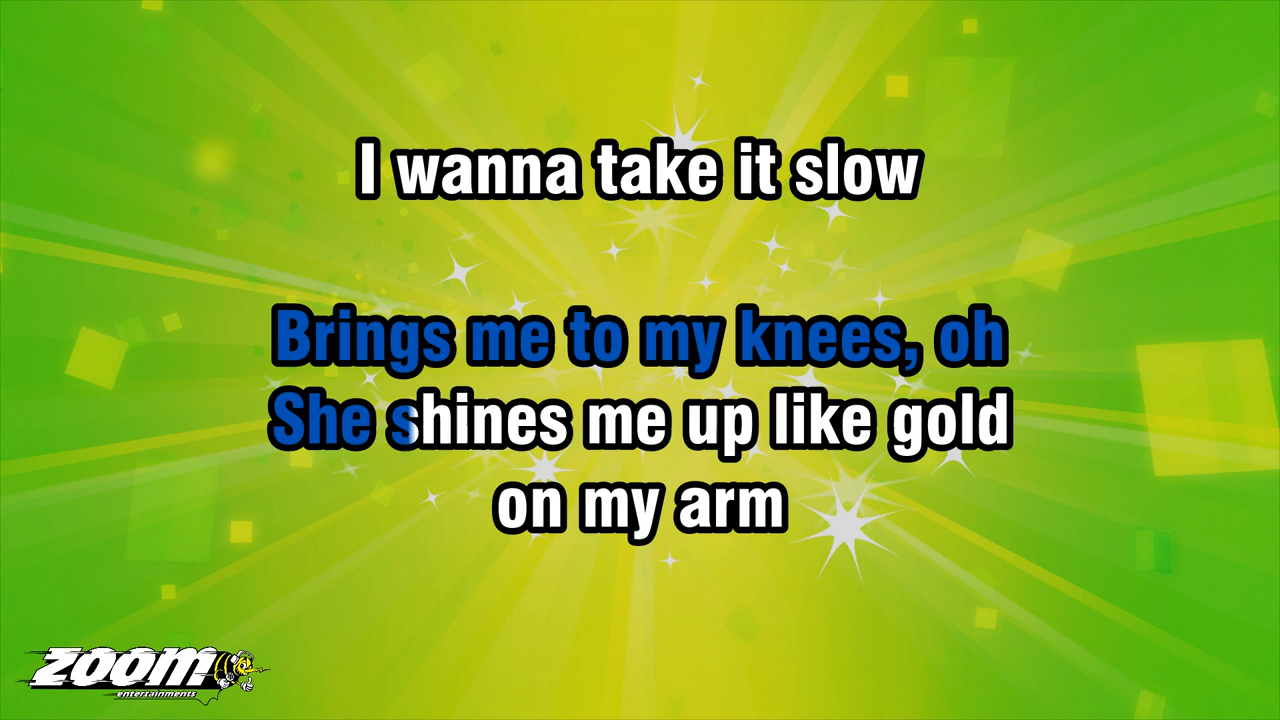 I wanna take it slow
Brings me to my knees, oh
She shines me up like gold
on my arm
zoom
entertainments